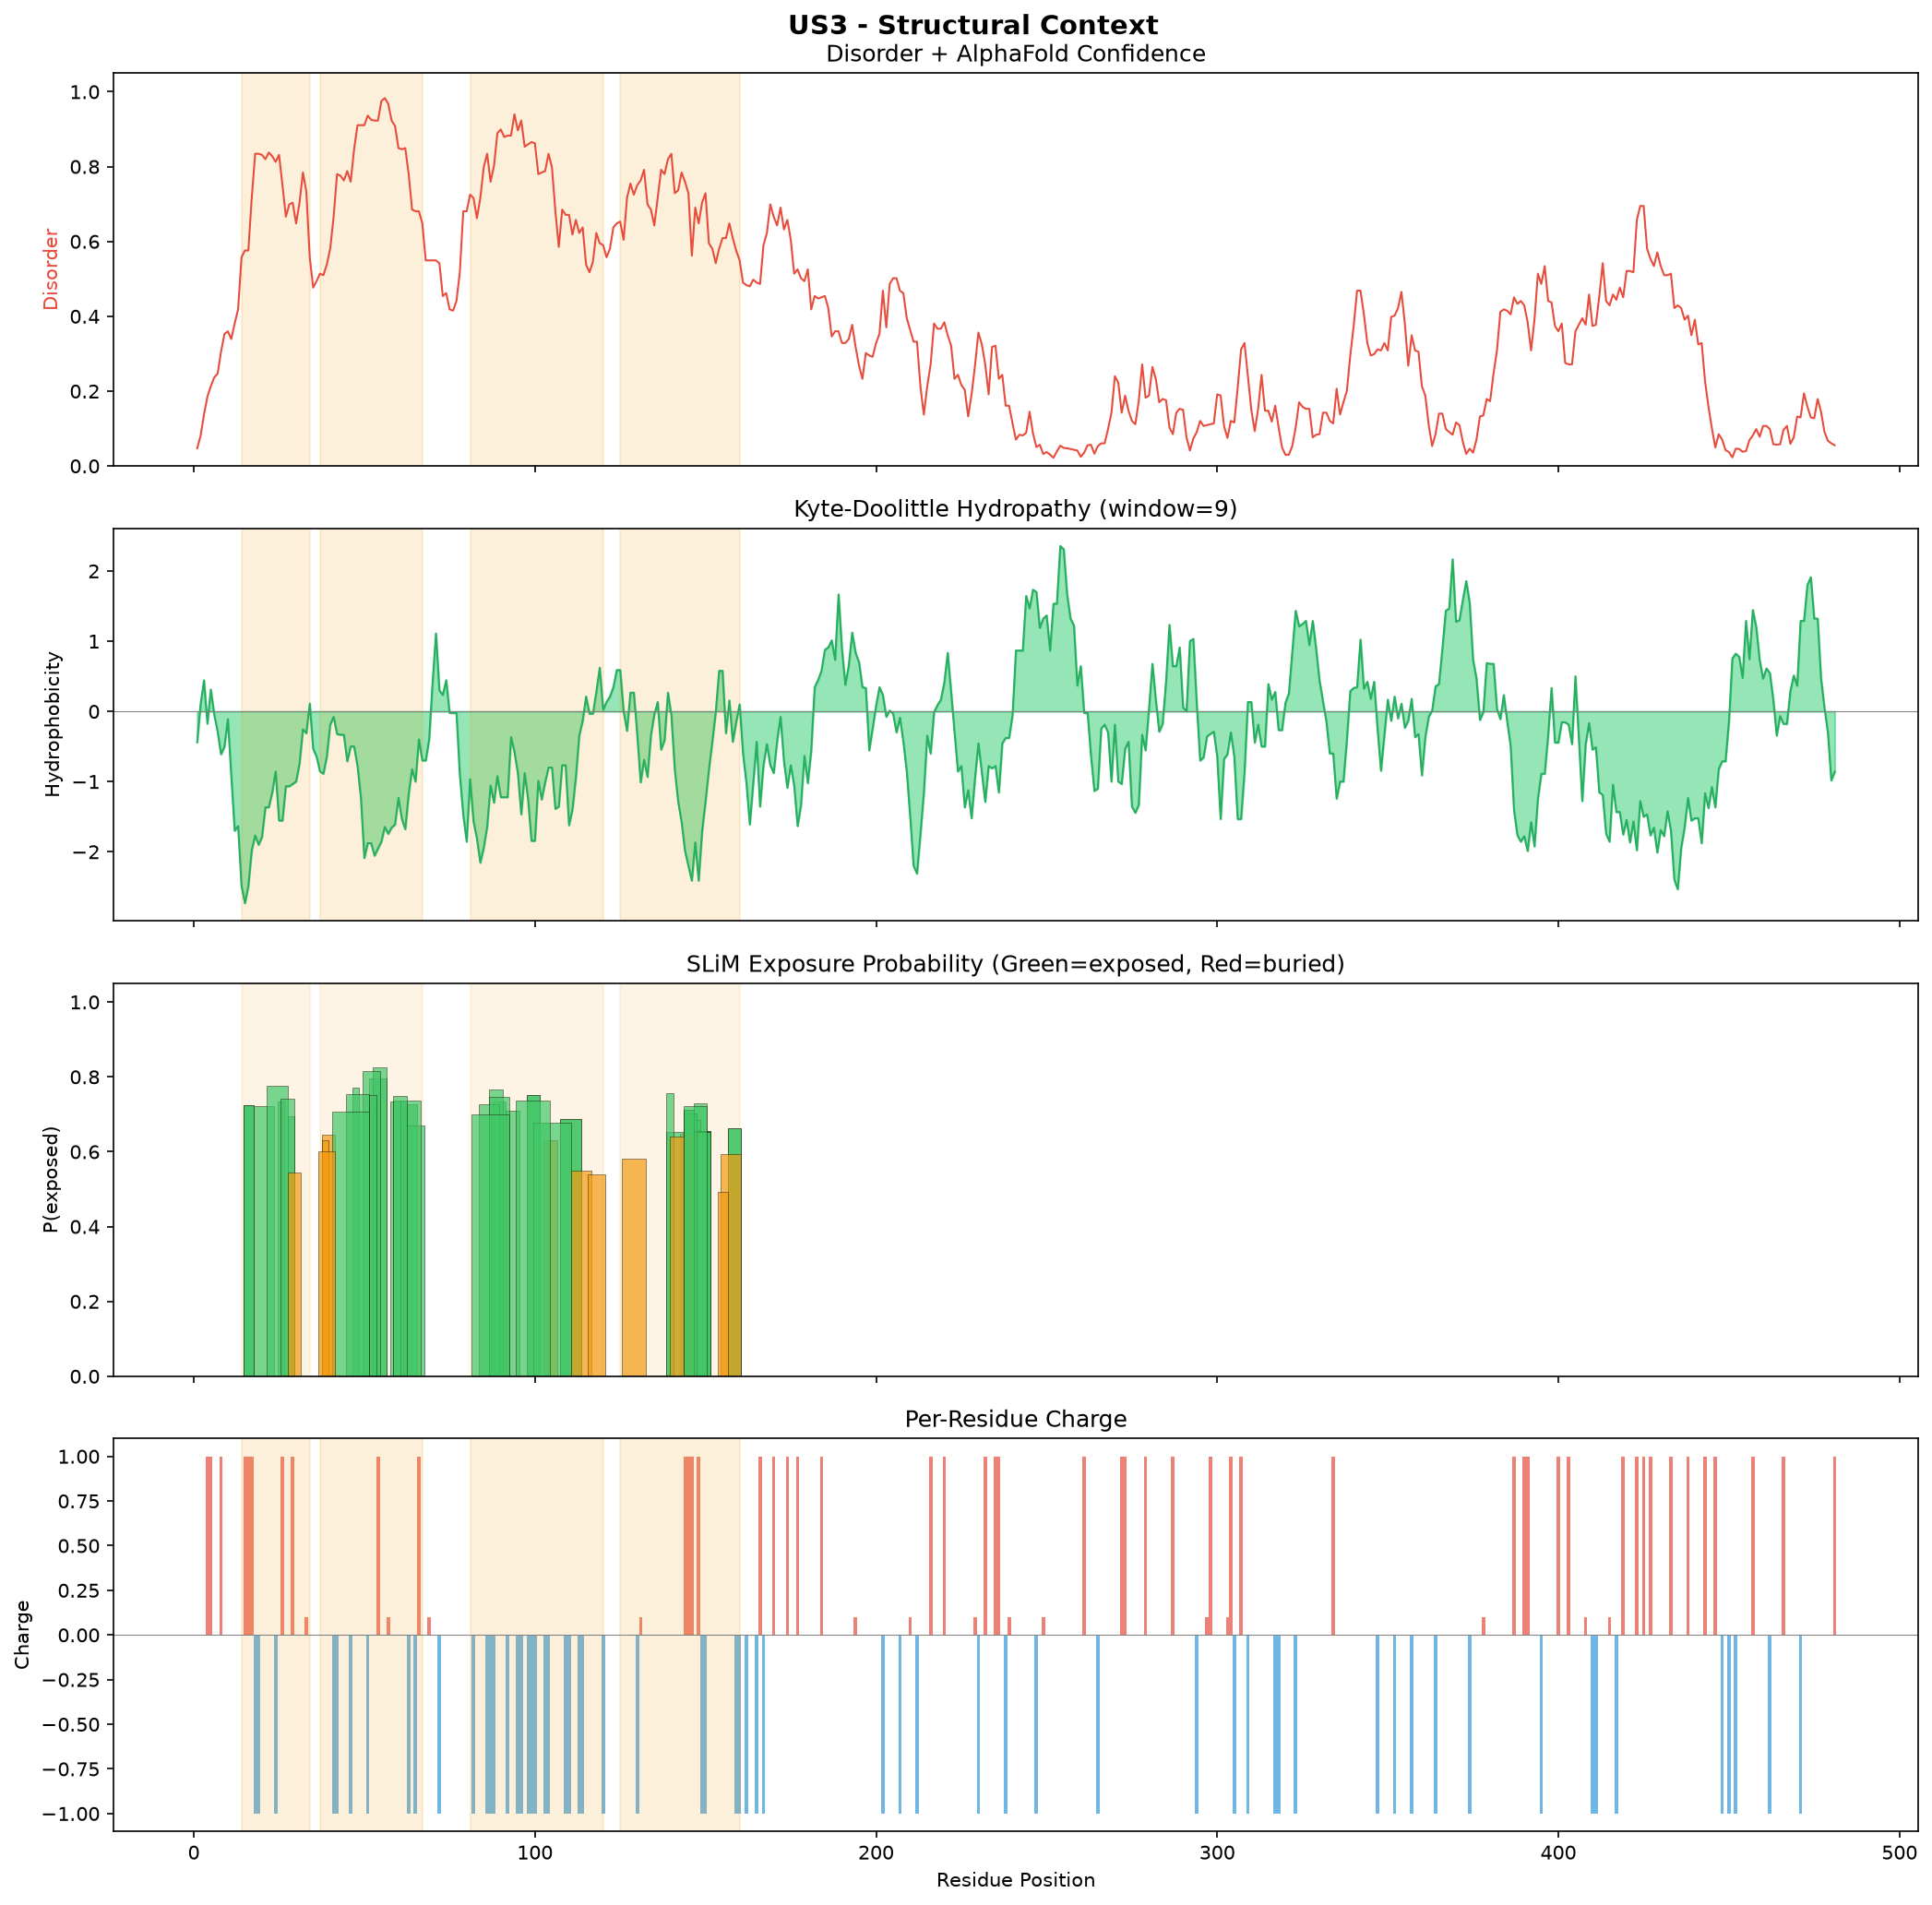 US3 - Structural Context
Disorder + AlphaFold Confidence
1.0
0.8
0.6
0.4
0.2
0.0
Disorder
Kyte-Doolittle Hydropathy (window=9)
2
1
0
−1
−2
Hydrophobicity
SLiM Exposure Probability (Green=exposed, Red=buried)
1.0
0.8
0.6
0.4
0.2
0.0
P(exposed)
Per-Residue Charge
1.00
0.75
0.50
0.25
0.00
−0.25
−0.50
−0.75
−1.00
Charge
0 100 200 300 400 500
Residue Position